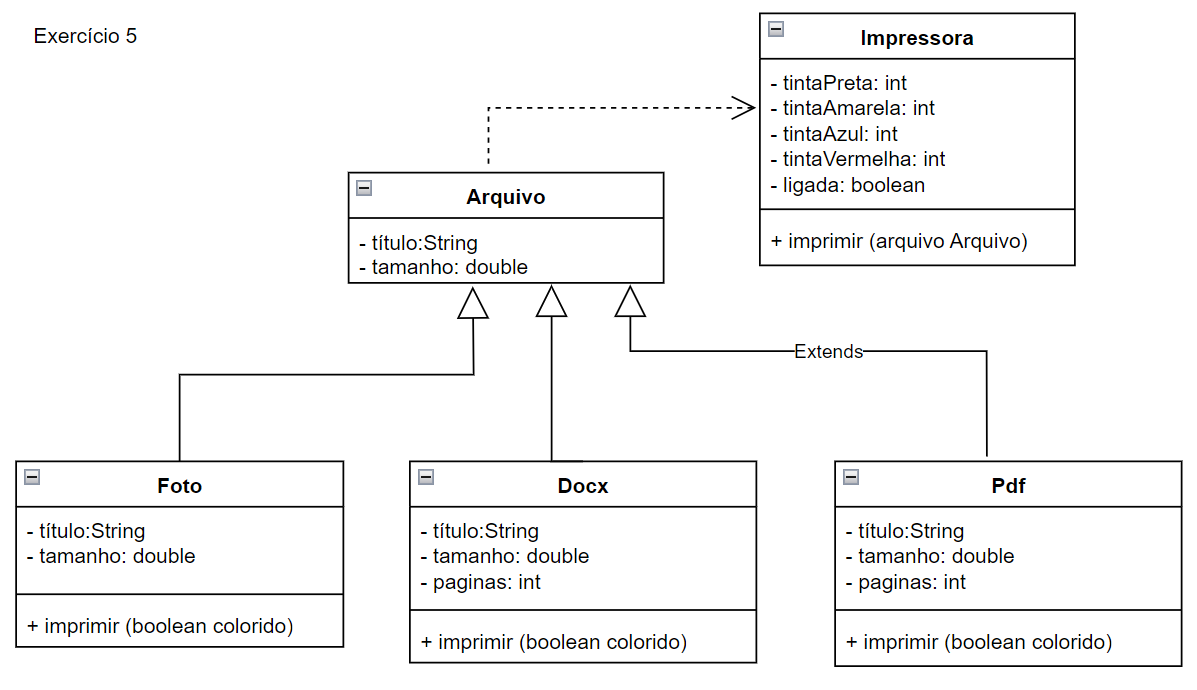 Exercício 5
Impressora
- tintaPreta: int
- tintaAmarela: int
- tintaAzul: int
- tintaVermelha: int
- ligada: boolean
+ imprimir (arquivo Arquivo)
Arquivo
- título:String
- tamanho: double
Extends
Foto
- título:String
- tamanho: double
+ imprimir (boolean colorido)
Docx
- título:String
- tamanho: double
- paginas: int
+ imprimir (boolean colorido)
Pdf
- título:String
- tamanho: double
- paginas: int
+ imprimir (boolean colorido)